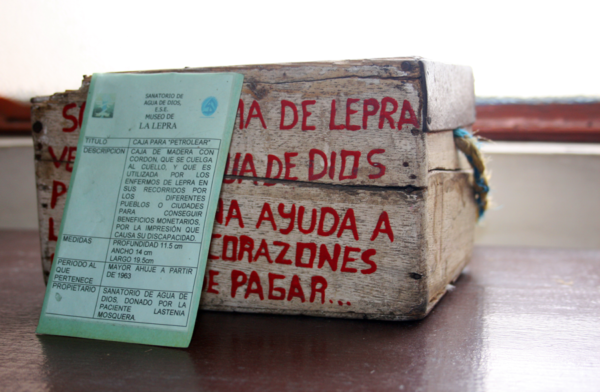 SANATORIO DE
AGUA DE DIOS,
E.S.E.
MUSEO DE
LA LEPRA
TITULO
CAJA PARA "PETROLEAR"
DESCRIPCION
CAJA DE MADERA CON
CORDON, QUE SE CUELGA
AL CUELLO, Y QUE ES
UTILIZADA POR LOS
ENFERMOS DE LEPRA EN
SUS RECORRIDOS POR
LOS DIFERENTES
PUEBLOS O CIUDADES
PARA CONSEGUIR
BENEFICIOS MONETARIOS,
POR LA IMPRESIÓN QUE
CAUSA SU DISCAPACIDAD.
MEDIDAS
PROFUNDIDAD 11.5 cm
ANCHO 14 cm
LARGO 19.5cm
PERIODO AL
QUE
PERTENECE
MAYOR AHUJE A PARTIR
DE 1963
PROPIETARIO
SANATORIO DE AGUA DE
DIOS, DONADO POR LA
PACIENTE LASTENIA
MOSQUERA.
MA DE LEPRA
UA DE DIOS
NA AYUDA A
CORAZONES
E PAGAR...